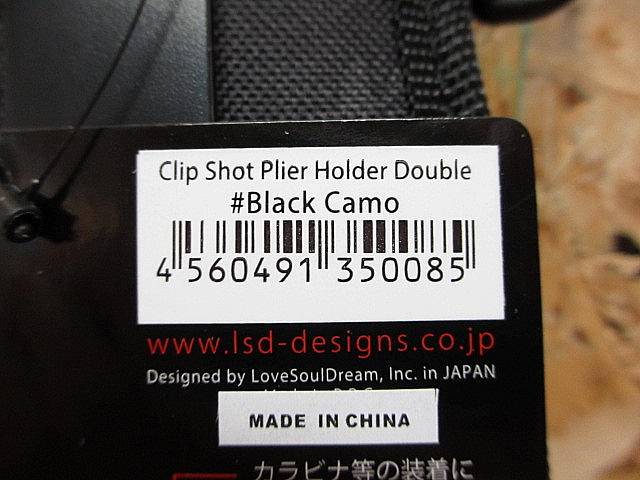 Clip Shot Plier Holder Double
#Black Camo
4 560491 350085
www.lsd-designs.co.jp
Designed by LoveSoulDream, Inc. in JAPAN
MADE IN CHINA
カラビナ等の装着に